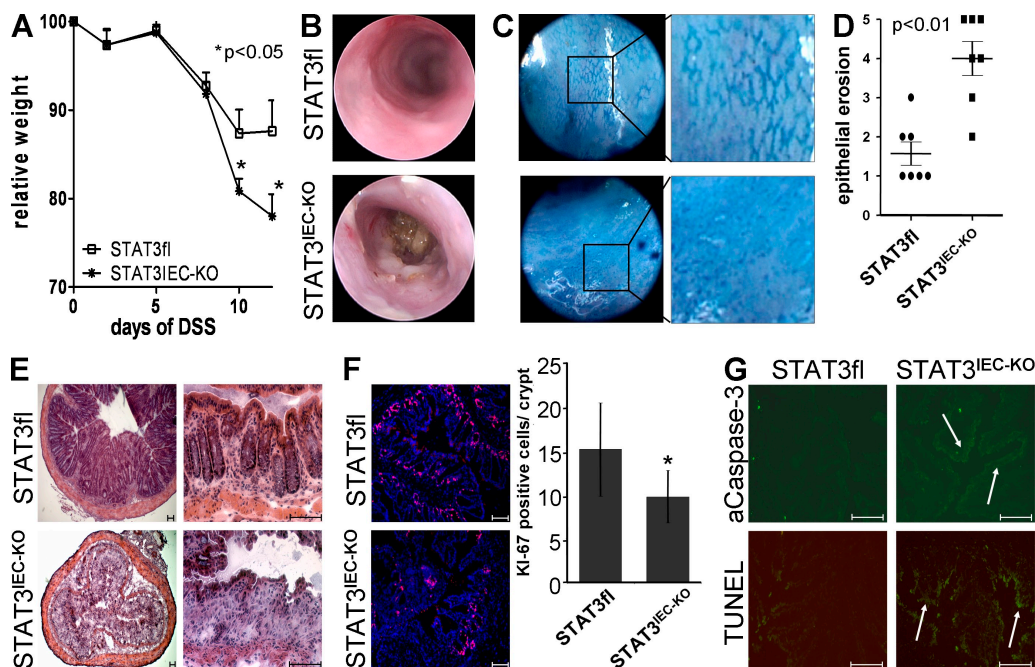 A
100
90
80
70
relative weight
*p<0.05
*
*
STAT3fl
STAT3IEC-KO
0
5
10
days of DSS
B
STAT3fl
STAT3IEC-KO
C
D
p<0.01
5
4
3
2
1
0
epithelial erosion
STAT3fl
STAT3IEC-KO
E
STAT3fl
STAT3IEC-KO
F
STAT3fl
STAT3IEC-KO
25
20
15
10
5
0
KI-67 positive cells/ crypt
*
STAT3fl
STAT3IEC-KO
G
STAT3fl
STAT3IEC-KO
aCaspase-3
TUNEL